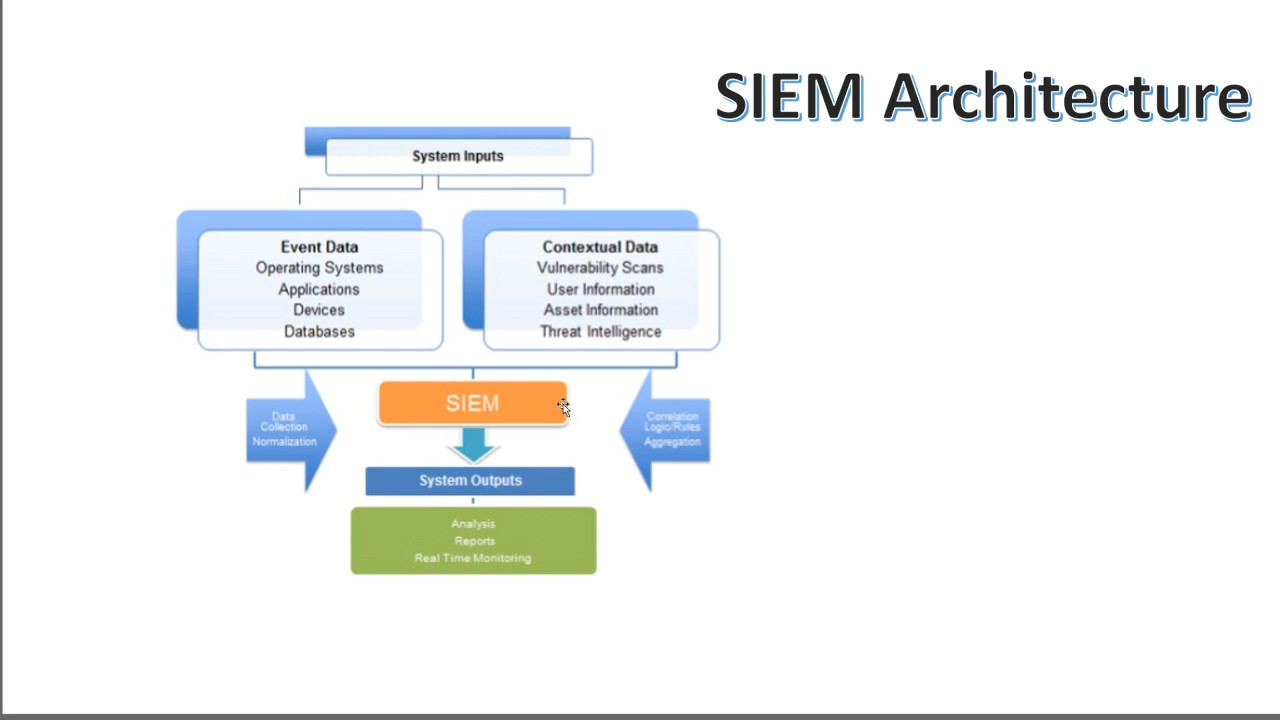 SIEM Architecture
System Inputs
Event Data
Operating Systems
Applications
Devices
Databases
Contextual Data
Vulnerability Scans
User Information
Asset Information
Threat Intelligence
Data
Collection
Normalization
SIEM
Correlation
Logic/Rules
Aggregation
System Outputs
Analysis
Reports
Real Time Monitoring